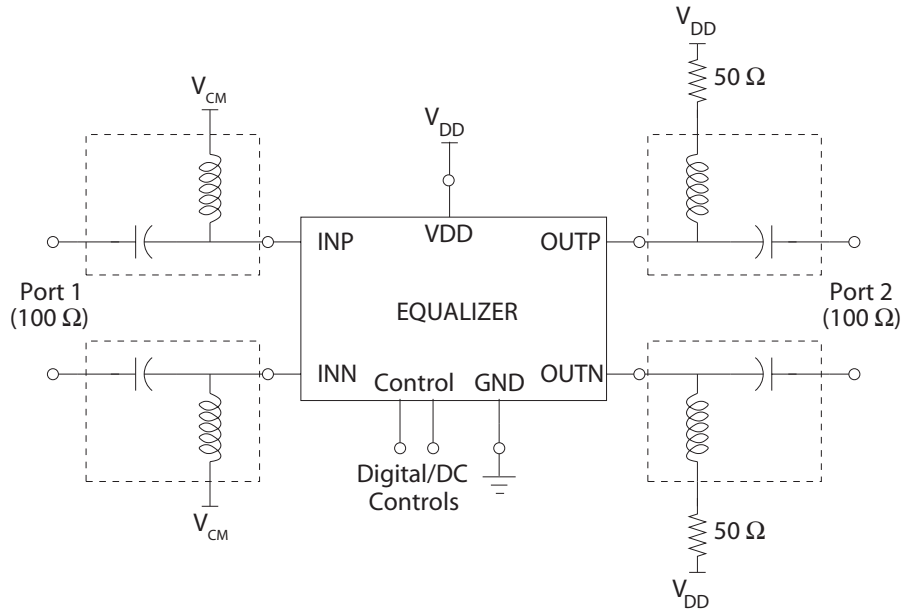 V_DD
50 Ω
V_CM
V_DD
INP
VDD
OUTP
Port 1
(100 Ω)
EQUALIZER
Port 2
(100 Ω)
INN
Control
GND
OUTN
Digital/DC
Controls
V_CM
50 Ω
V_DD